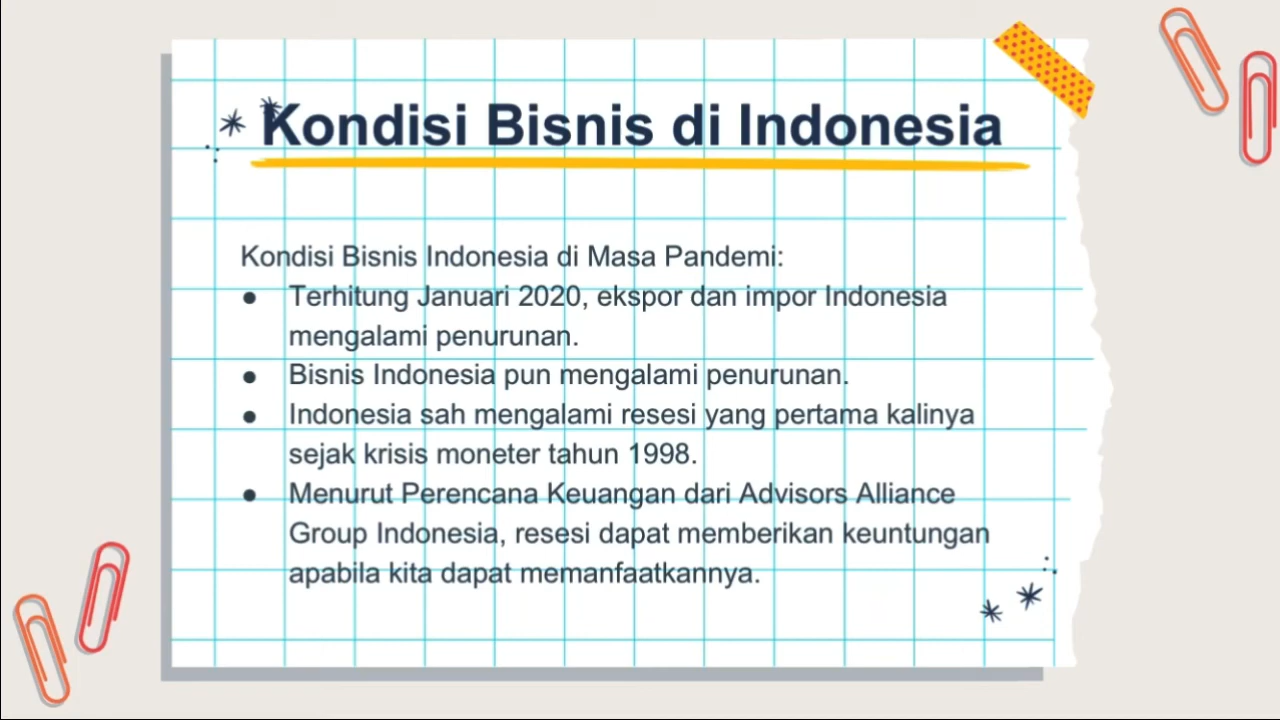 Kondisi Bisnis di Indonesia
Kondisi Bisnis Indonesia di Masa Pandemi:
● Terhitung Januari 2020, ekspor dan impor Indonesia
mengalami penurunan.
● Bisnis Indonesia pun mengalami penurunan.
● Indonesia sah mengalami resesi yang pertama kalinya
sejak krisis moneter tahun 1998.
● Menurut Perencana Keuangan dari Advisors Alliance
Group Indonesia, resesi dapat memberikan keuntungan
apabila kita dapat memanfaatkannya.